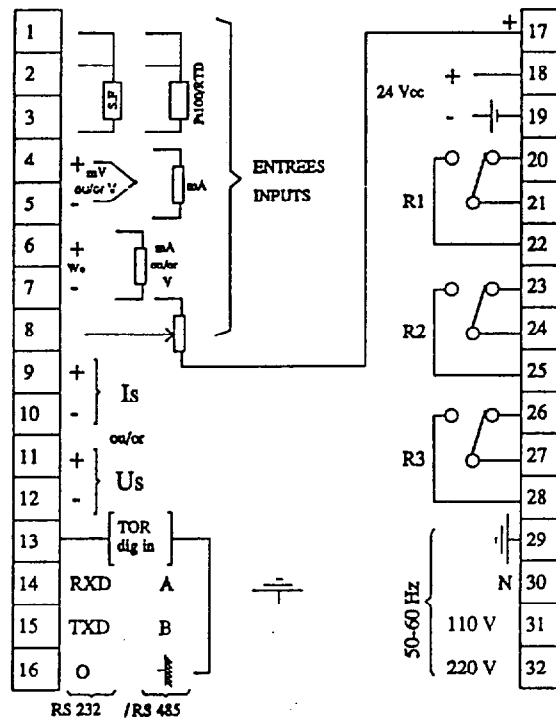 1
2
3
4
5
6
7
8
9
10
11
12
13
14
15
16
S.F
Pt100/RTD
+
mV
ou/or V
-
mA
ENTREES
INPUTS
+
-
mA
ou/or
V
+
-
Is
ou/or
+
-
Us
TOR
dig in
RXD A
TXD B
O
RS 232 / RS 485
+
24 Vcc
+
-
R1
R2
R3
50-60 Hz
N
110 V
220 V
17
18
19
20
21
22
23
24
25
26
27
28
29
30
31
32